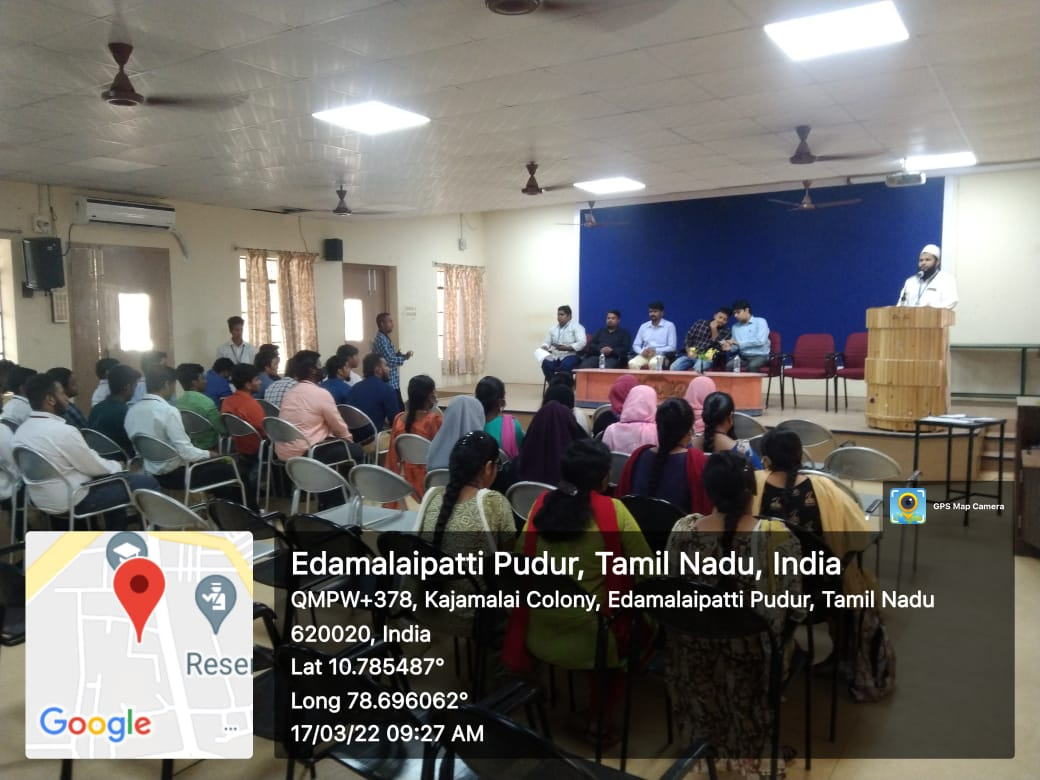 GPS Map Camera
Edamalaipatti Pudur, Tamil Nadu, India
QMPW+378, Kajamalai Colony, Edamalaipatti Pudur, Tamil Nadu
620020, India
Lat 10.785487°
Long 78.696062°
17/03/22 09:27 AM
Reser
Google